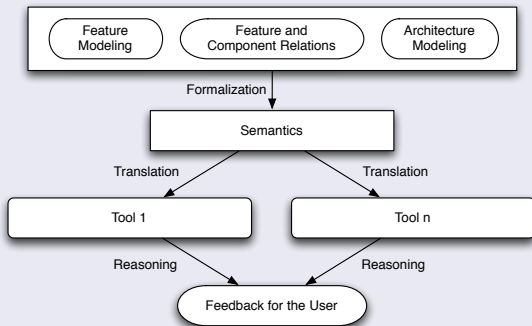 Feature
Modeling
Feature and
Component Relations
Architecture
Modeling
Formalization
Semantics
Translation
Translation
Tool 1
Tool n
Reasoning
Reasoning
Feedback for the User